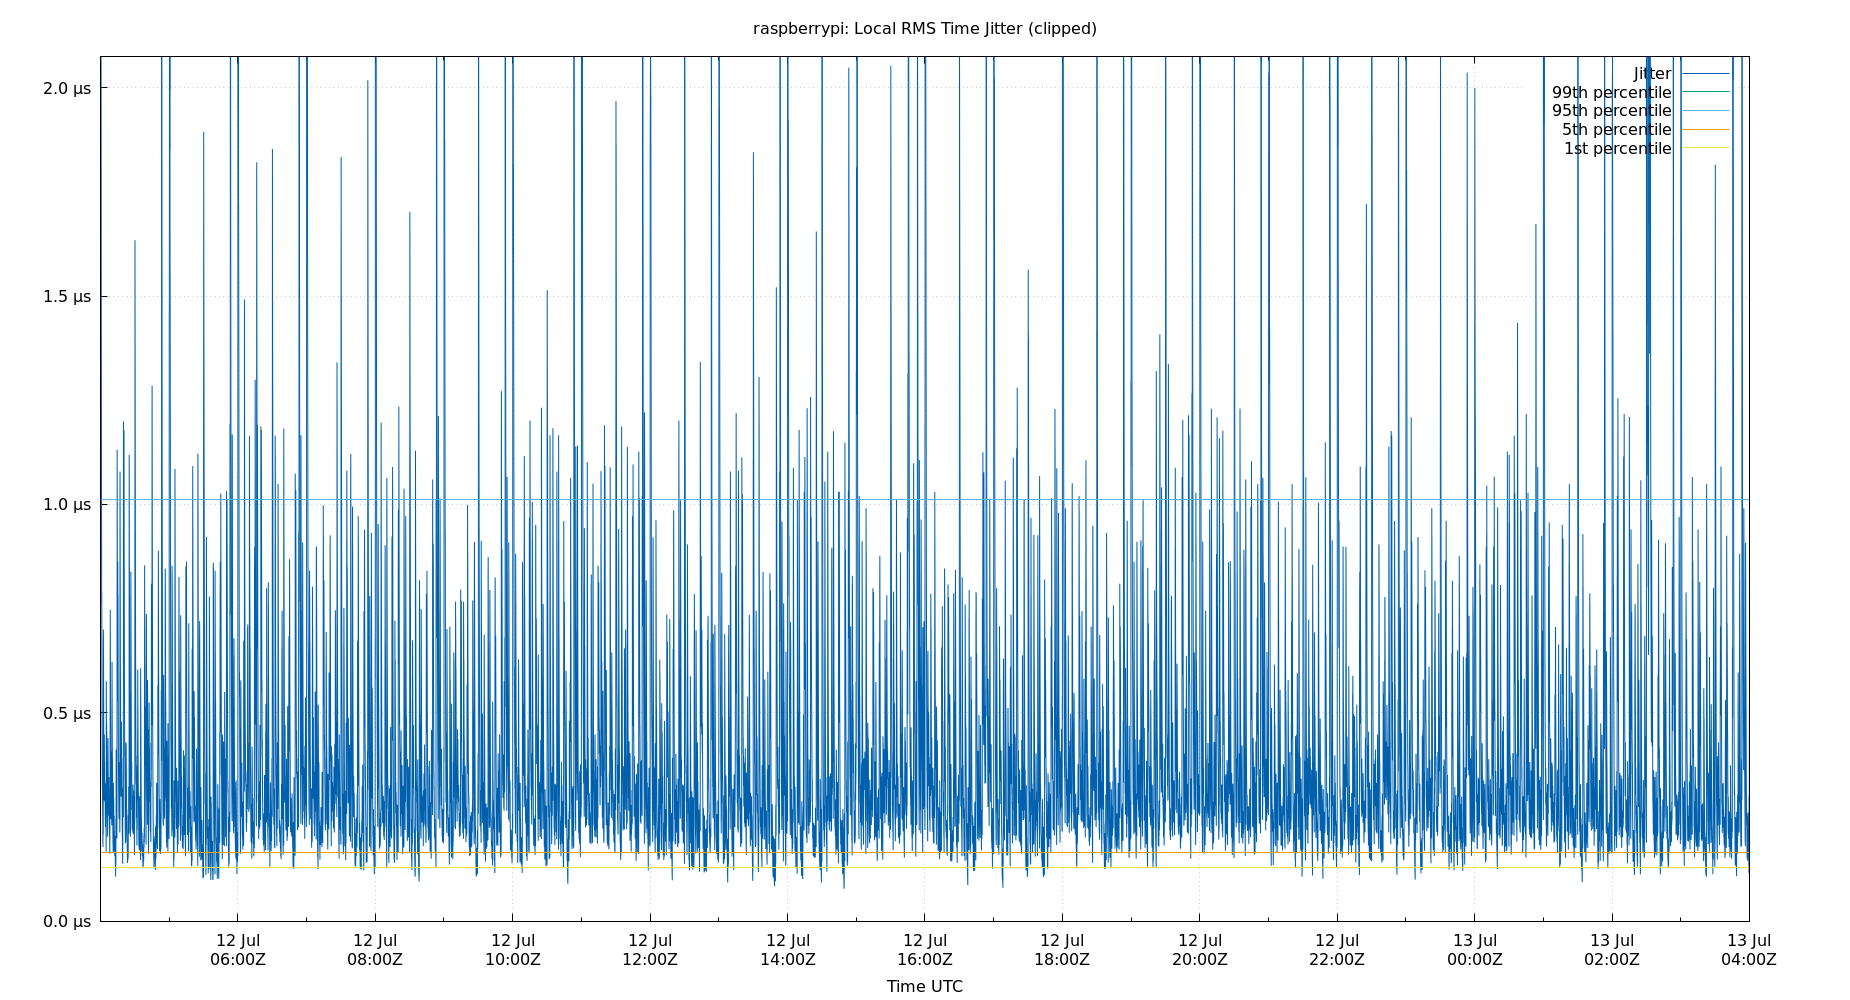 raspberrypi: Local RMS Time Jitter (clipped)
2.0 µs
1.5 µs
1.0 µs
0.5 µs
0.0 µs
Jitter
99th percentile
95th percentile
5th percentile
1st percentile
12 Jul 12 Jul 12 Jul 12 Jul 12 Jul 12 Jul 12 Jul 12 Jul 12 Jul 13 Jul 13 Jul 13 Jul
06:00Z 08:00Z 10:00Z 12:00Z 14:00Z 16:00Z 18:00Z 20:00Z 22:00Z 00:00Z 02:00Z 04:00Z
Time UTC